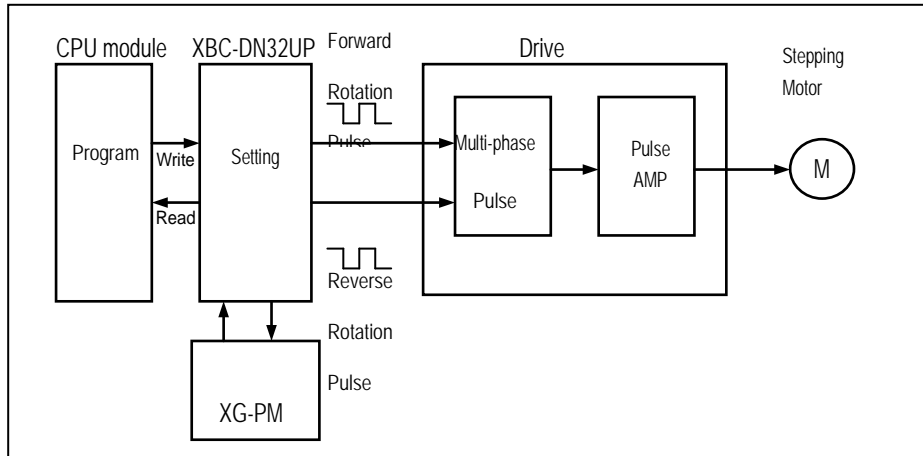 CPU module
XBC-DN32UP
Forward
Rotation
Pulse
Drive
Stepping
Motor
Program
Write
Read
Setting
Multi-phase
Pulse
Pulse
AMP
M
Reverse
Rotation
Pulse
XG-PM